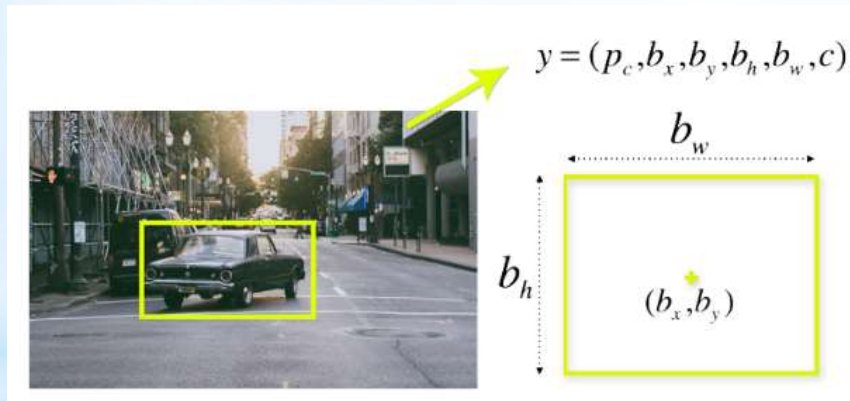 y = (p_c, b_x, b_y, b_h, b_w, c)
b_w
b_h
(b_x, b_y)